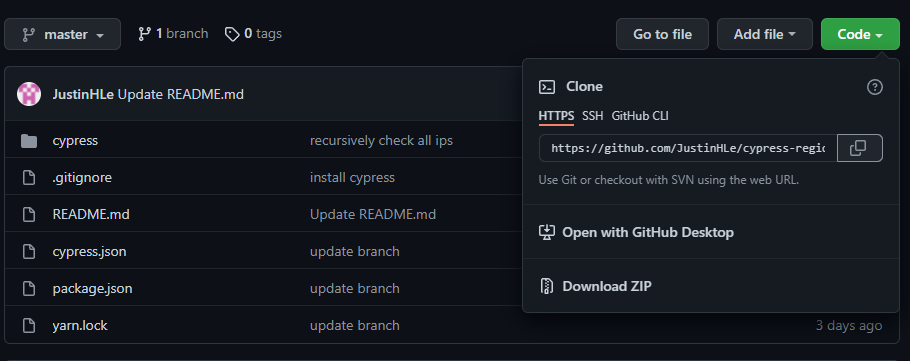 master 1 branch 0 tags Go to file Add file Code
JustinHLe Update README.md
Clone
HTTPS SSH GitHub CLI
cypress recursively check all ips
https://github.com/JustinHLe/cypress-regio
.gitignore install cypress
Use Git or checkout with SVN using the web URL.
README.md Update README.md
Open with GitHub Desktop
cypress.json update branch
package.json update branch
Download ZIP
yarn.lock update branch 3 days ago